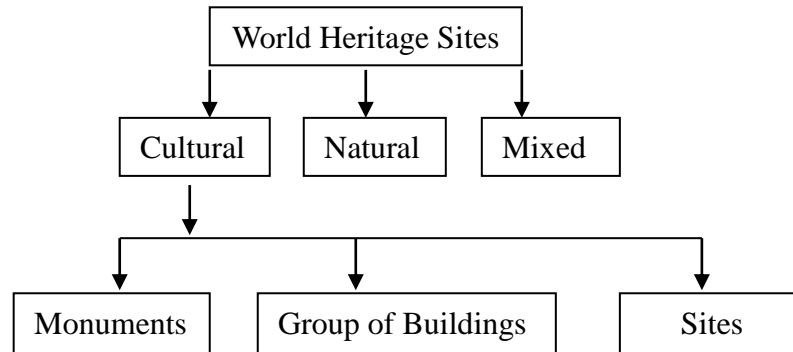 World Heritage Sites
Cultural
Natural
Mixed
Monuments
Group of Buildings
Sites